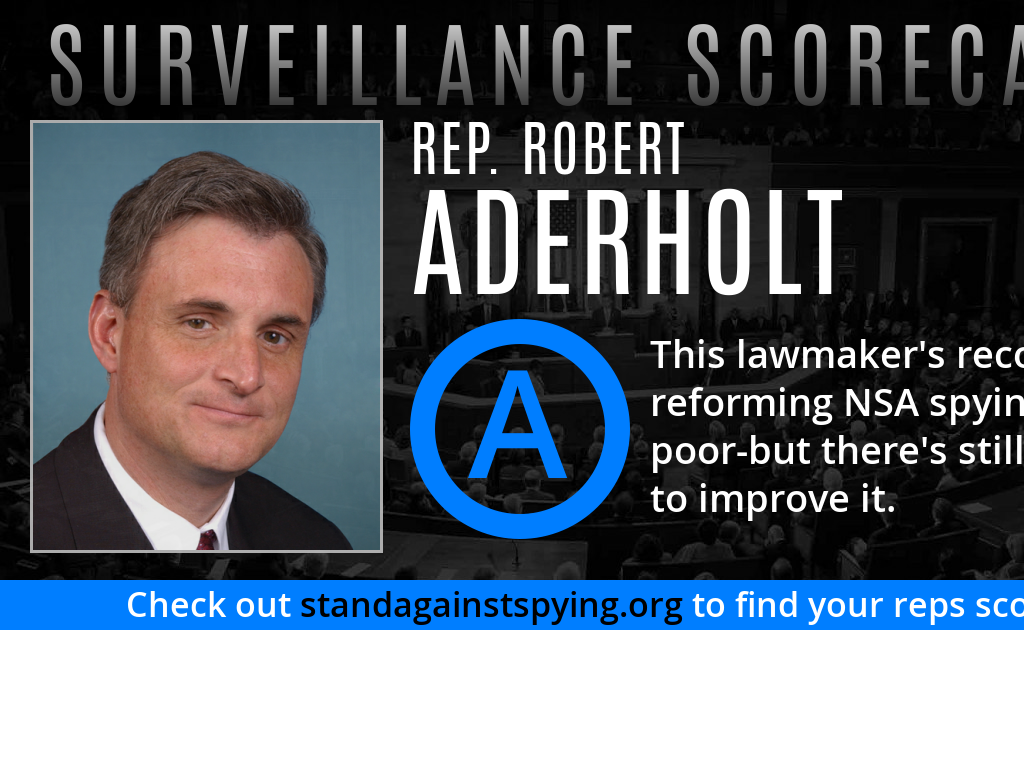 SURVEILLANCE SCORECA
REP. ROBERT
ADERHOLT
A
This lawmaker's reco
reforming NSA spyin
poor-but there's still
to improve it.
Check out standagainstspying.org to find your reps sco